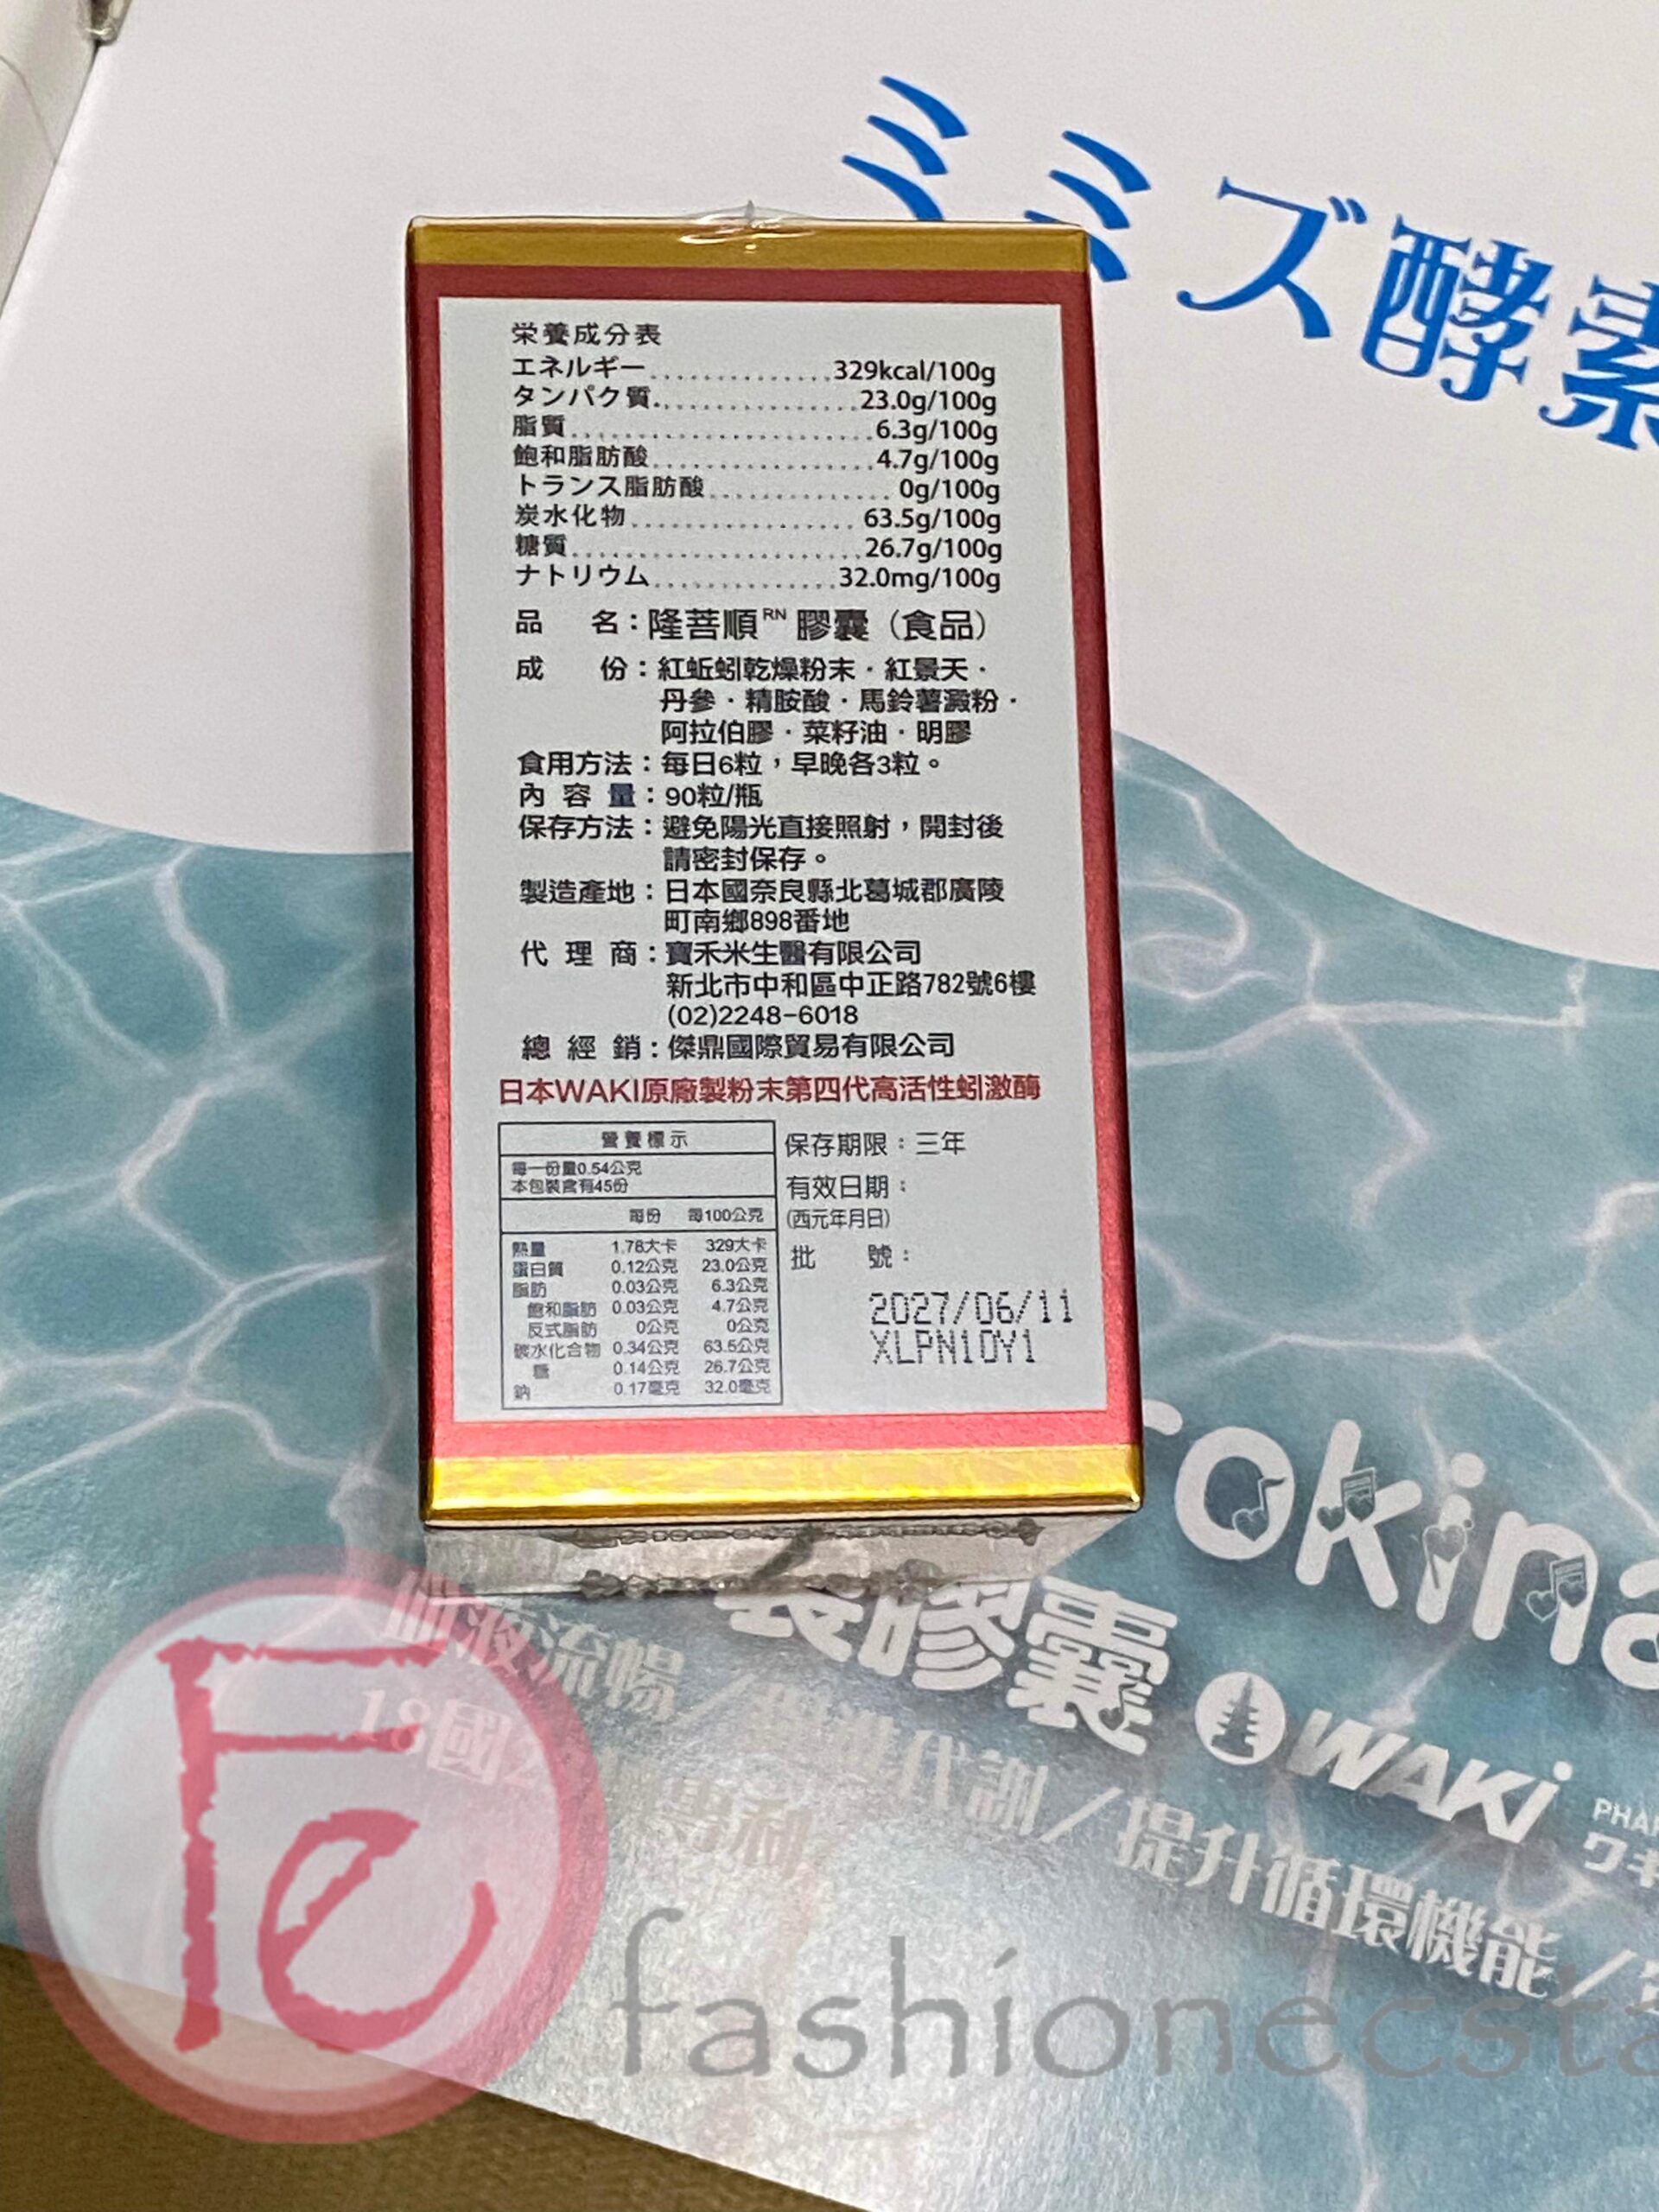 ミミズ酵素
栄養成分表
エネルギー..............329kcal/100g
タンパク質................23.0g/100g
脂質........................6.3g/100g
飽和脂肪酸.................4.7g/100g
トランス脂肪酸.............. 0g/100g
炭水化物................. 63.5g/100g
糖質.......................26.7g/100g
ナトリウム..............32.0mg/100g
品 名:隆菩順RN 膠囊(食品)
成 份:紅蚯蚓乾燥粉末·紅景天·
丹參·精胺酸·馬鈴薯澱粉·
阿拉伯膠·菜籽油·明膠
食用方法:每日6粒,早晚各3粒。
內 容 量:90粒/瓶
保存方法:避免陽光直接照射,開封後
請密封保存。
製造產地:日本國奈良縣北葛城郡廣陵
町南鄉898番地
代 理 商:寶禾米生醫有限公司
新北市中和區中正路782號6樓
(02)2248-6018
總 經 銷:傑鼎國際貿易有限公司
日本WAKI原廠製粉末第四代高活性蚓激酶
營養標示
每一份量0.54公克
本包裝含有45份
每份 每100公克
熱量 1.78大卡 329大卡
蛋白質 0.12公克 23.0公克
脂肪 0.03公克 6.3公克
飽和脂肪 0.03公克 4.7公克
反式脂肪 0公克 0公克
碳水化合物 0.34公克 63.5公克
糖 0.14公克 26.7公克
鈉 0.17毫克 32.0毫克
保存期限:三年
有效日期:
(西元年月日)
批 號:
2027/06/11
XLPN10Y1
okina
膠囊
WAKi
PHA
ワキ
流暢/促進代謝/提升循環機能/
18國
專利
Fe
fashionecsta